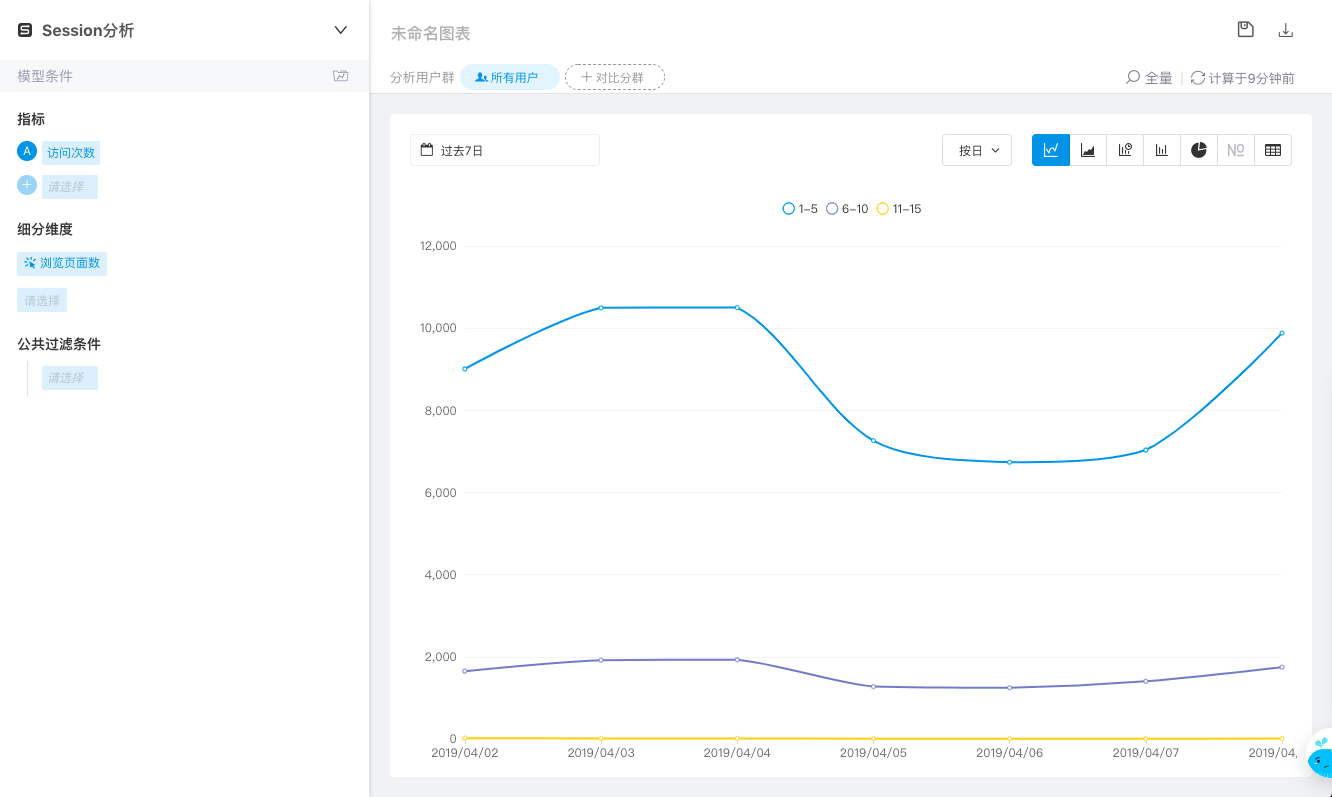 Session分析
模型条件
指标
A 访问次数
请选择
细分维度
浏览页面数
请选择
公共过滤条件
请选择
未命名图表
分析用户群 所有用户 + 对比分群
全量 | 计算于9分钟前
过去7日
按日
№
1-5 6-10 11-15
12,000
10,000
8,000
6,000
4,000
2,000
0
2019/04/02 2019/04/03 2019/04/04 2019/04/05 2019/04/06 2019/04/07 2019/04,